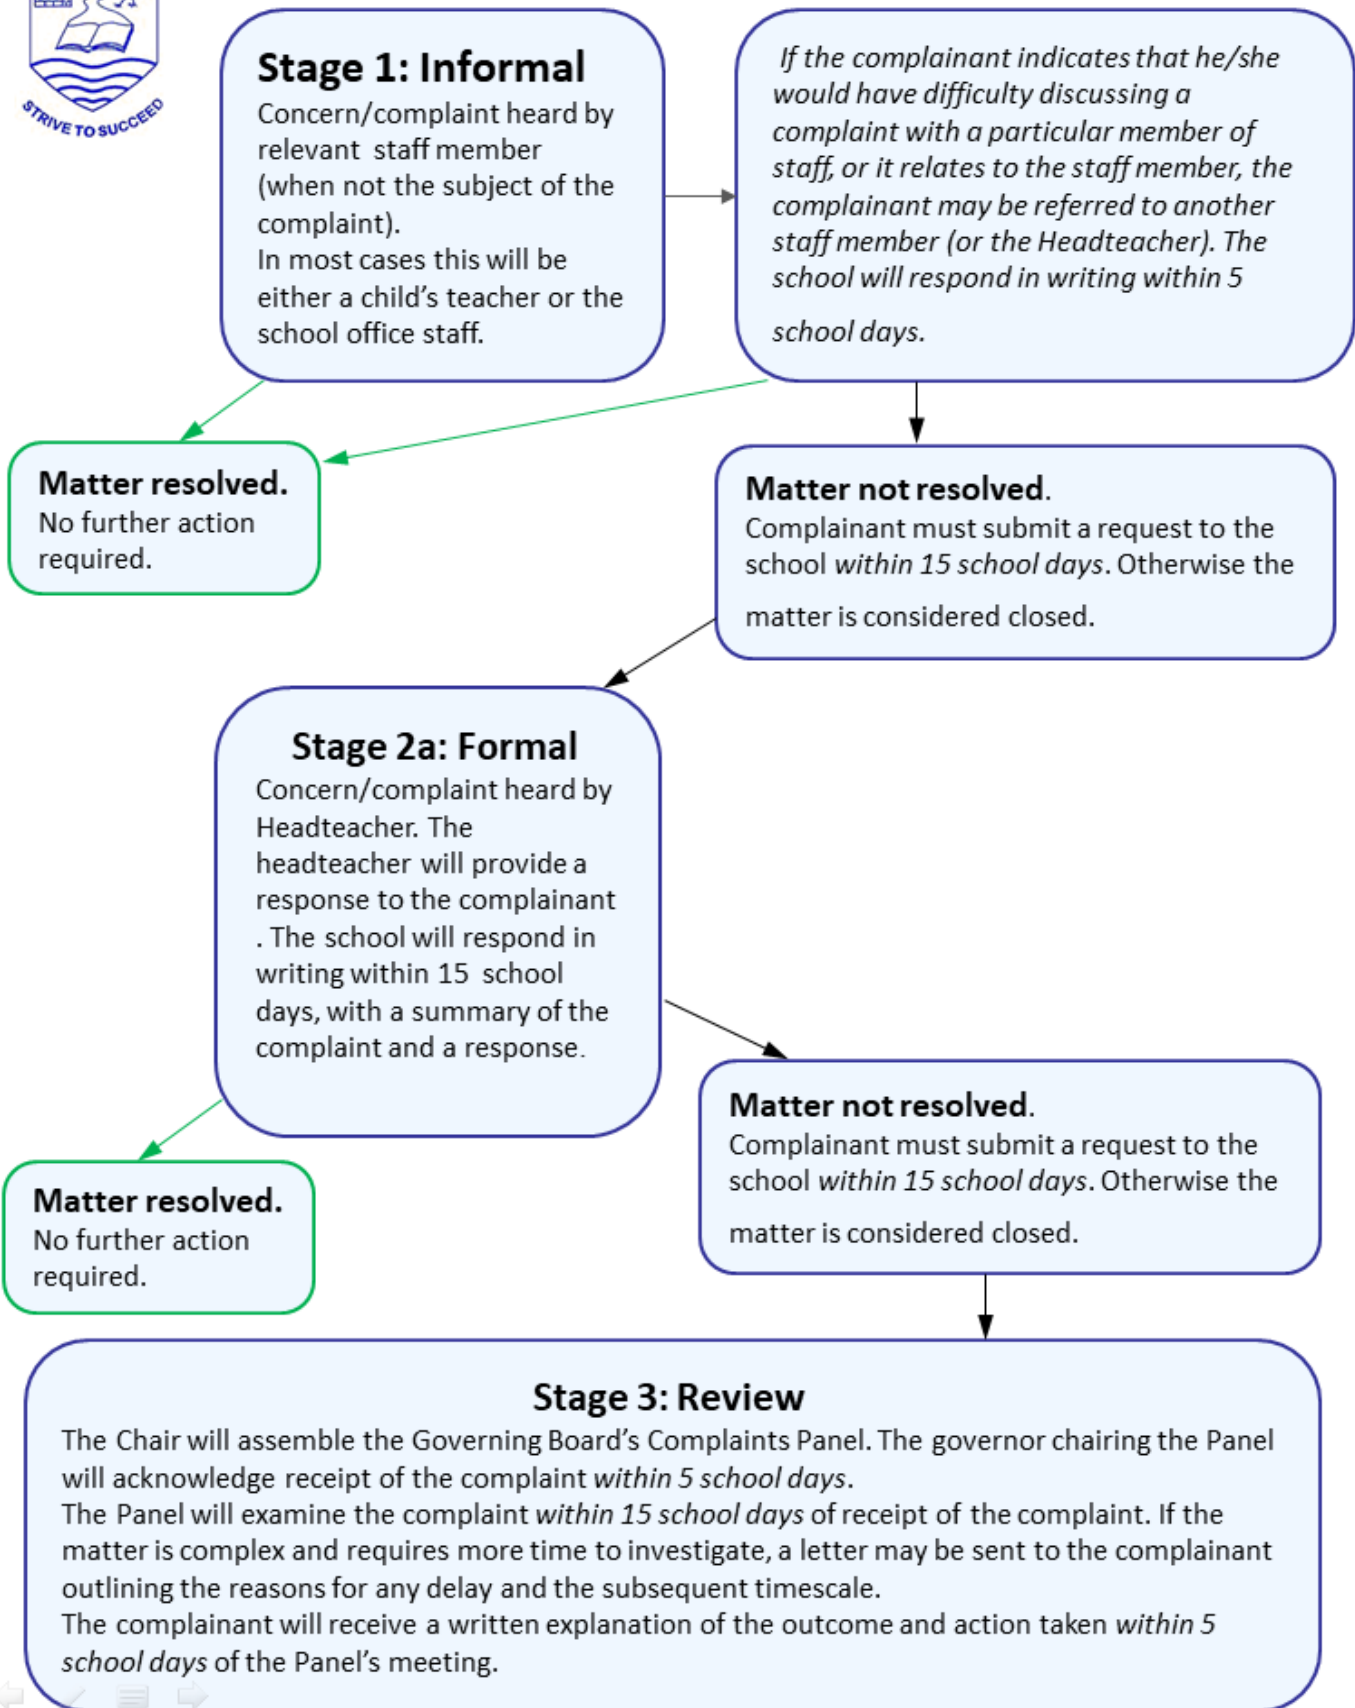 STRIVE TO SUCCEED
Stage 1: Informal
Concern/complaint heard by
relevant staff member
(when not the subject of the
complaint).
In most cases this will be
either a child’s teacher or the
school office staff.
If the complainant indicates that he/she
would have difficulty discussing a
complaint with a particular member of
staff, or it relates to the staff member, the
complainant may be referred to another
staff member (or the Headteacher). The
school will respond in writing within 5
school days.
Matter resolved.
No further action
required.
Matter not resolved.
Complainant must submit a request to the
school within 15 school days. Otherwise the
matter is considered closed.
Stage 2a: Formal
Concern/complaint heard by
Headteacher. The
headteacher will provide a
response to the complainant
. The school will respond in
writing within 15 school
days, with a summary of the
complaint and a response.
Matter resolved.
No further action
required.
Matter not resolved.
Complainant must submit a request to the
school within 15 school days. Otherwise the
matter is considered closed.
Stage 3: Review
The Chair will assemble the Governing Board’s Complaints Panel. The governor chairing the Panel
will acknowledge receipt of the complaint within 5 school days.
The Panel will examine the complaint within 15 school days of receipt of the complaint. If the
matter is complex and requires more time to investigate, a letter may be sent to the complainant
outlining the reasons for any delay and the subsequent timescale.
The complainant will receive a written explanation of the outcome and action taken within 5
school days of the Panel’s meeting.